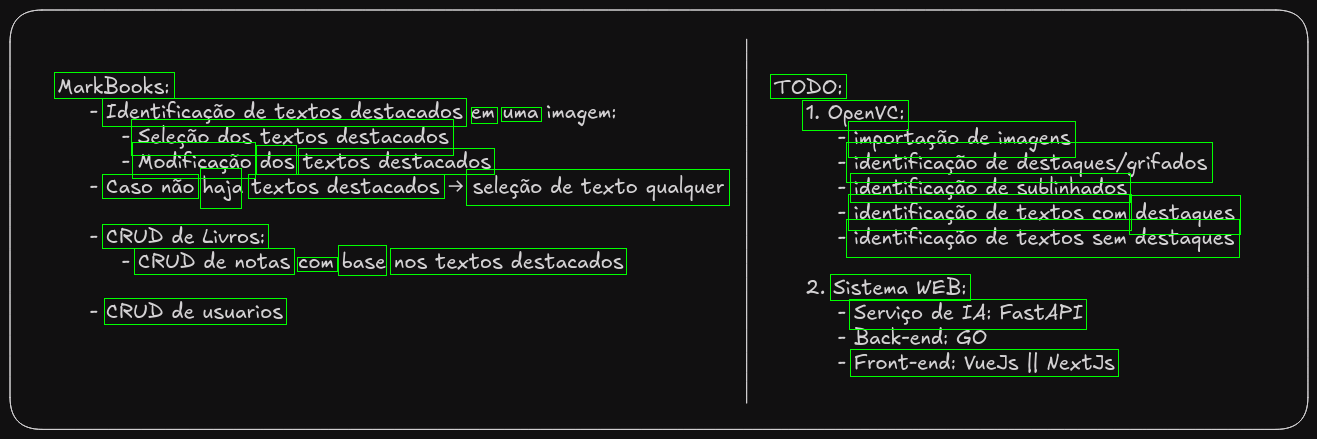 MarkBooks:
- Identificação de textos destacados em uma imagem:
- Seleção dos textos destacados
- Modificação dos textos destacados
- Caso não haja textos destacados → seleção de texto qualquer
- CRUD de Livros:
- CRUD de notas com base nos textos destacados
- CRUD de usuarios
TODO:
1. OpenVC:
- importação de imagens
- identificação de destaques/grifados
- identificação de sublinhados
- identificação de textos com destaques
- identificação de textos sem destaques
2. Sistema WEB:
- Serviço de IA: FastAPI
- Back-end: GO
- Front-end: VueJs || NextJs